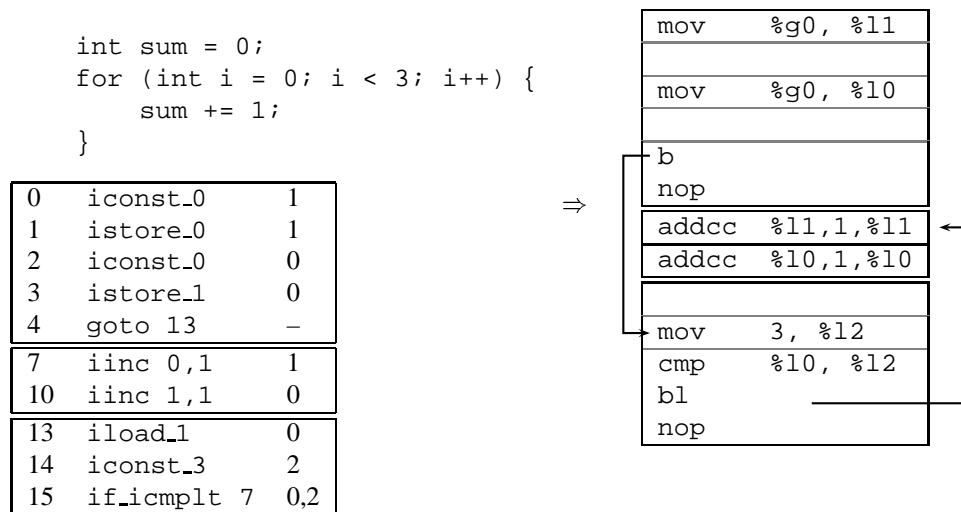 int sum = 0;
for (int i = 0; i < 3; i++) {
    sum += 1;
}
0 iconst_0 1
1 istore_0 1
2 iconst_0 0
3 istore_1 0
4 goto 13 –
7 iinc 0,1 1
10 iinc 1,1 0
13 iload_1 0
14 iconst_3 2
15 if_icmplt 7 0,2
⇒
mov %g0, %l1
mov %g0, %l0
b
nop
addcc %l1,1,%l1
addcc %l0,1,%l0
mov 3, %l2
cmp %l0, %l2
bl
nop